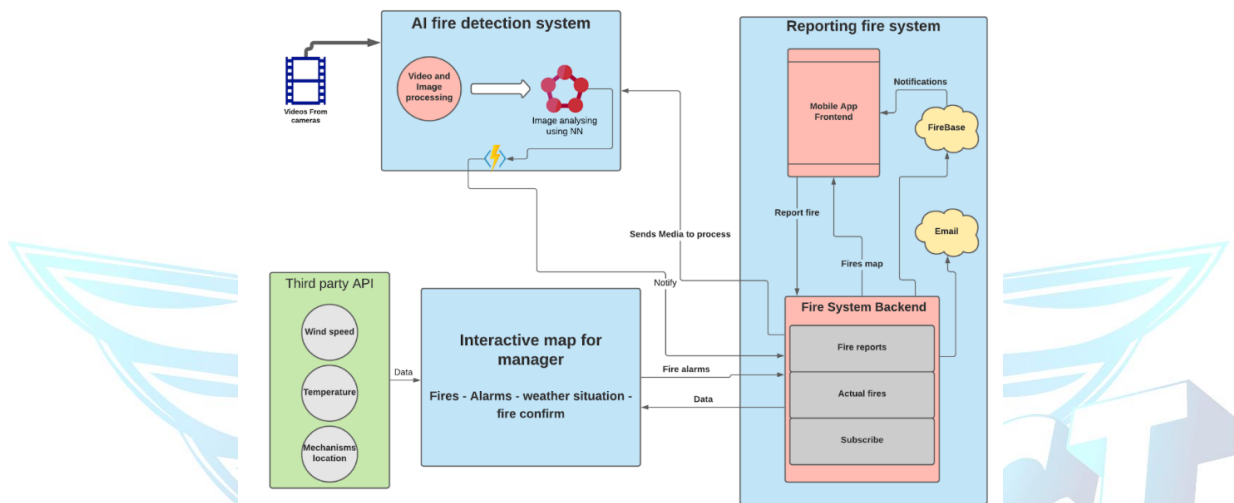 AI fire detection system
Videos From
cameras
Video and
Image
processing
Image analysing
using NN
Reporting fire system
Mobile App
Frontend
Notifications
FireBase
Report fire
Fires map
Email
Sends Media to process
Notify
Fire System Backend
Fire reports
Actual fires
Subscribe
Third party API
Wind speed
Temperature
Mechanisms
location
Data
Interactive map for
manager
Fires - Alarms - weather situation -
fire confirm
Fire alarms
Data